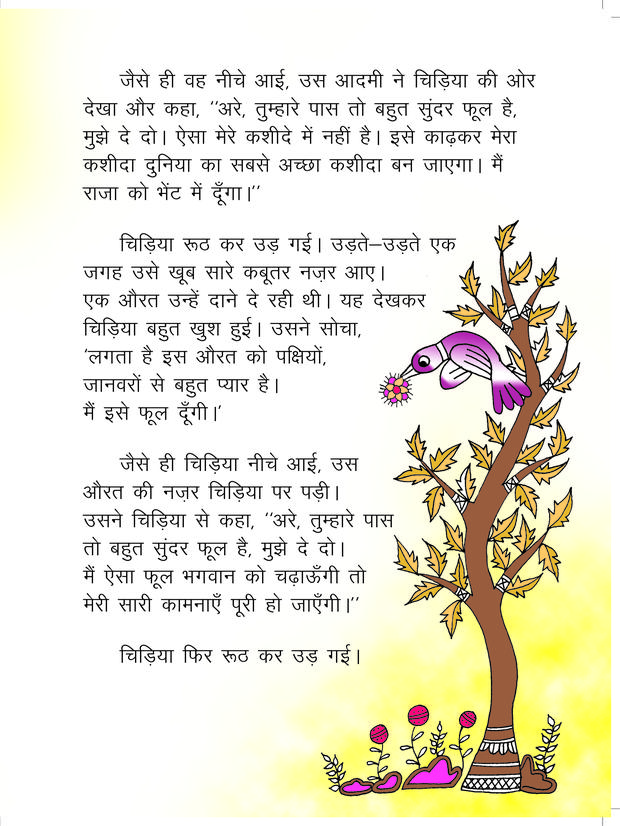 जैसे ही वह नीचे आई, उस आदमी ने चिड़िया की ओर
देखा और कहा, ‘‘अरे, तुम्हारे पास तो बहुत सुंदर फूल है,
मुझे दे दो। ऐसा मेरे कशीदे में नहीं है। इसे काढ़कर मेरा
कशीदा दुनिया का सबसे अच्छा कशीदा बन जाएगा। मैं
राजा को भेंट में दूँगा।’’
चिड़िया रूठ कर उड़ गई। उड़ते–उड़ते एक
जगह उसे खूब सारे कबूतर नज़र आए।
एक औरत उन्हें दाने दे रही थी। यह देखकर
चिड़िया बहुत खुश हुई। उसने सोचा,
‘लगता है इस औरत को पक्षियों,
जानवरों से बहुत प्यार है।
मैं इसे फूल दूँगी।’
जैसे ही चिड़िया नीचे आई, उस
औरत की नज़र चिड़िया पर पड़ी।
उसने चिड़िया से कहा, ‘‘अरे, तुम्हारे पास
तो बहुत सुंदर फूल है, मुझे दे दो।
मैं ऐसा फूल भगवान को चढ़ाऊँगी तो
मेरी सारी कामनाएँ पूरी हो जाएँगी।’’
चिड़िया फिर रूठ कर उड़ गई।